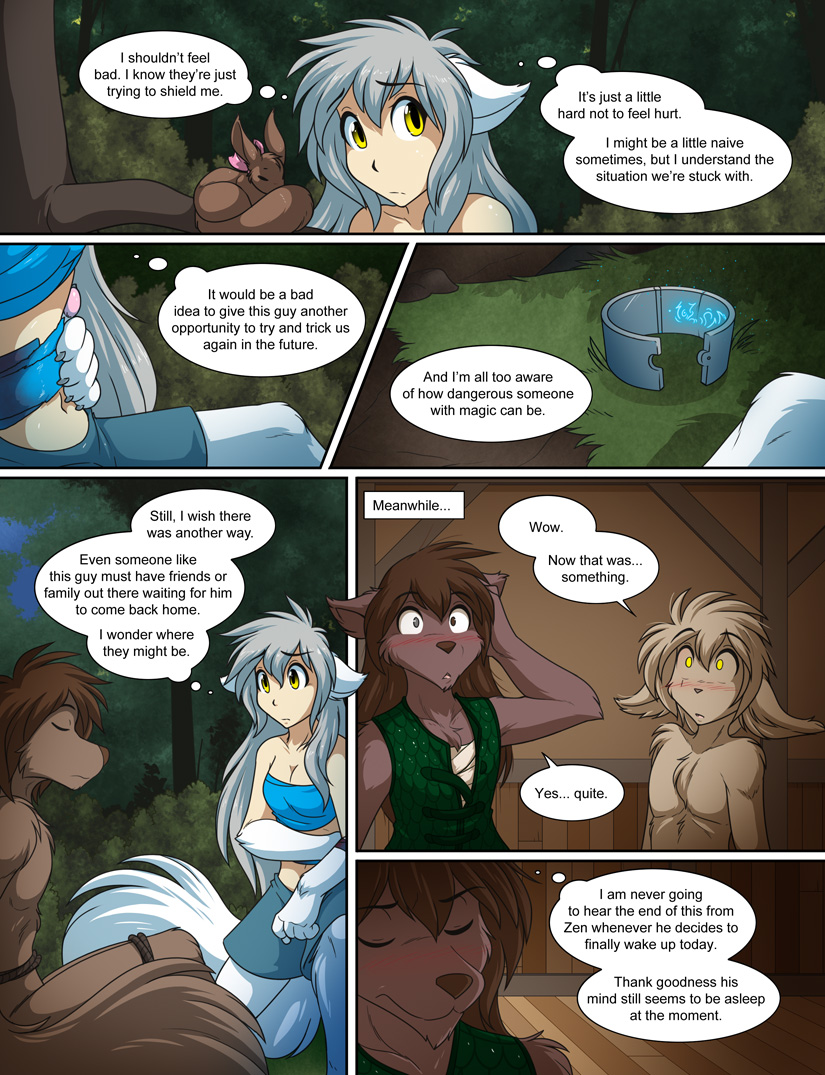 I shouldn't feel
bad. I know they're just
trying to shield me.
It's just a little
hard not to feel hurt.
I might be a little naive
sometimes, but I understand the
situation we're stuck with.
It would be a bad
idea to give this guy another
opportunity to try and trick us
again in the future.
And I'm all too aware
of how dangerous someone
with magic can be.
Still, I wish there
was another way.
Even someone like
this guy must have friends or
family out there waiting for him
to come back home.
I wonder where
they might be.
Meanwhile...
Wow.
Now that was...
something.
Yes... quite.
I am never going
to hear the end of this from
Zen whenever he decides to
finally wake up today.
Thank goodness his
mind still seems to be asleep
at the moment.